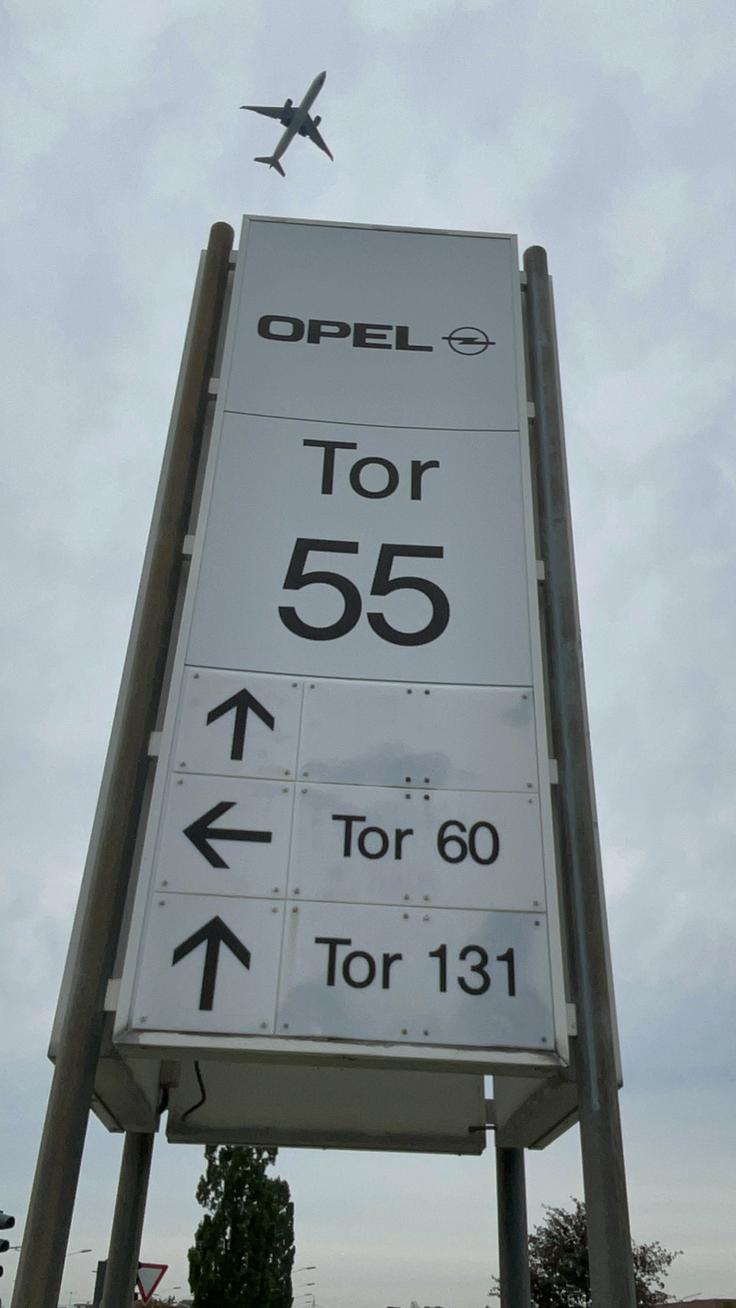 OPEL
Tor
55
↑
← Tor 60
↑ Tor 131